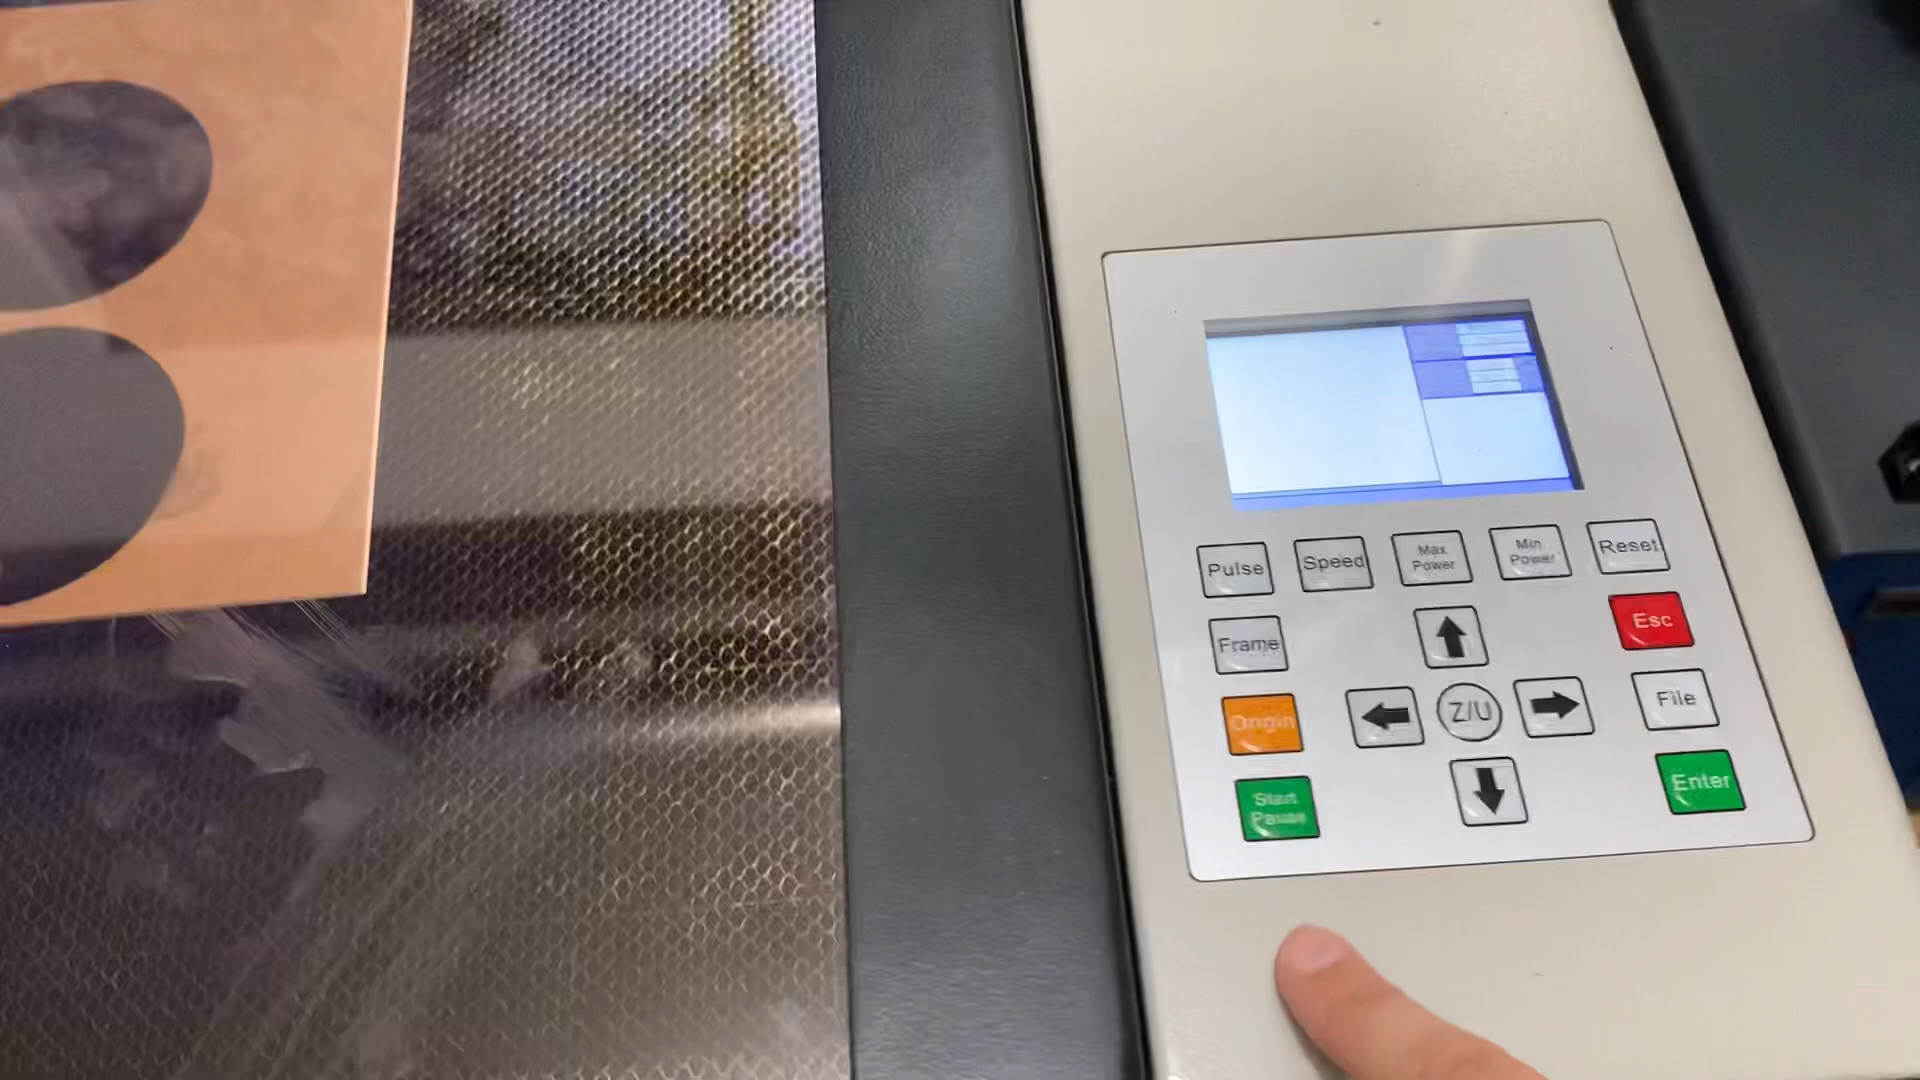 Pulse
Speed
Max
Power
Min
Power
Reset
Frame
Esc
Origin
Z/U
File
Start
Pause
Enter